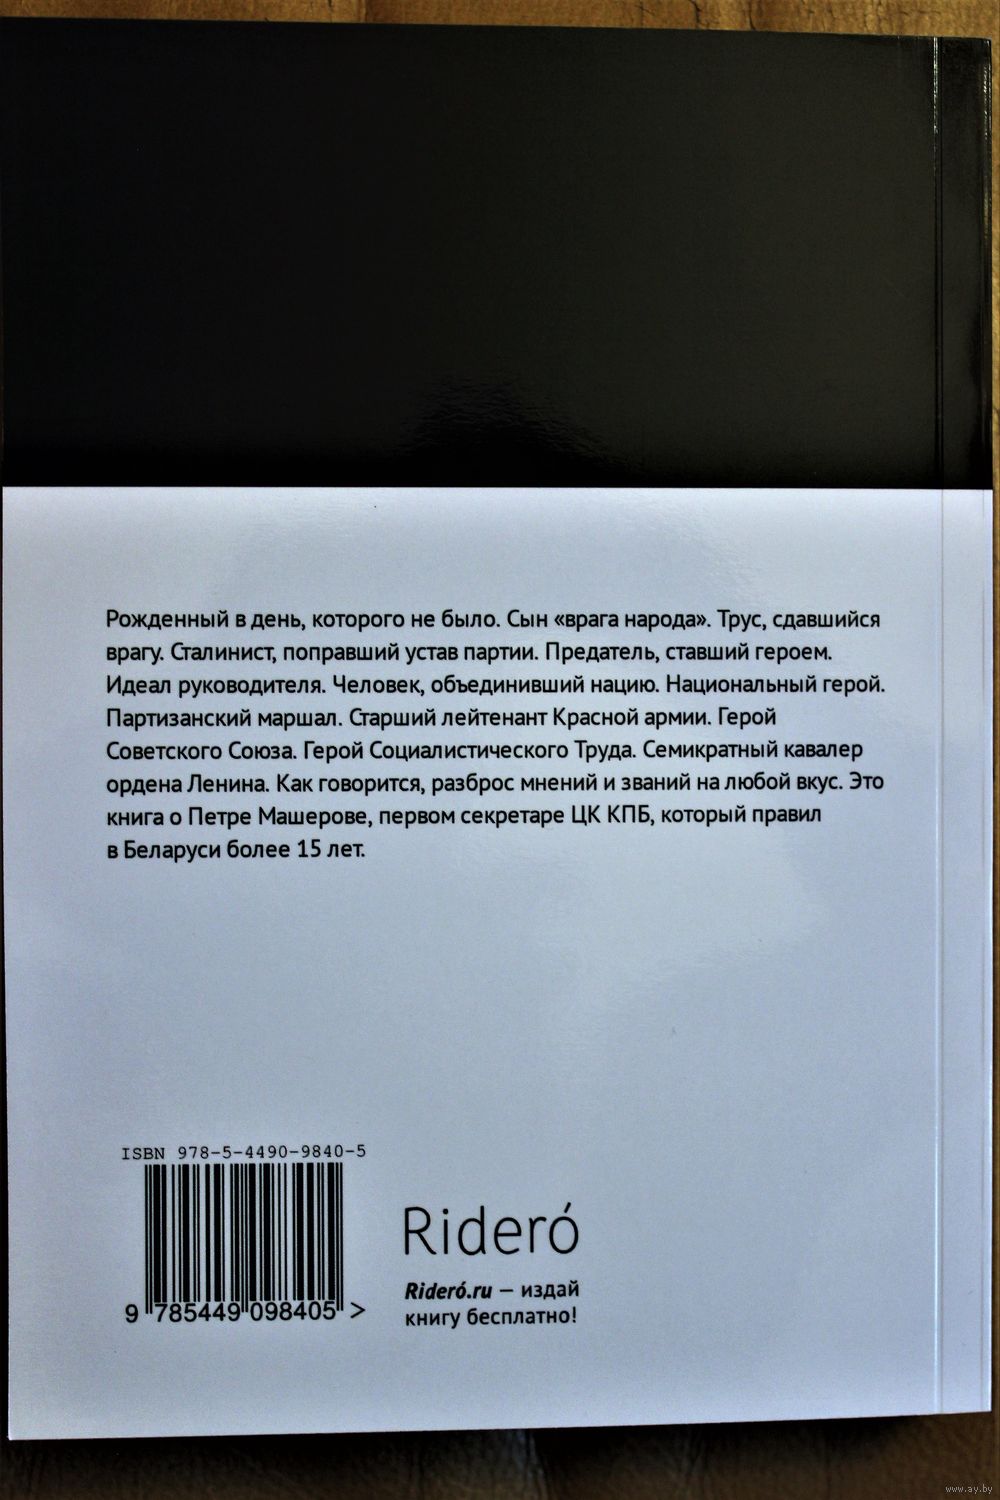 Рожденный в день, которого не было. Сын «врага народа». Трус, сдавшийся
врагу. Сталинист, поправший устав партии. Предатель, ставший героем.
Идеал руководителя. Человек, объединивший нацию. Национальный герой.
Партизанский маршал. Старший лейтенант Красной армии. Герой
Советского Союза. Герой Социалистического Труда. Семикратный кавалер
ордена Ленина. Как говорится, разброс мнений и званий на любой вкус. Это
книга о Петре Машерове, первом секретаре ЦК КПБ, который правил
в Беларуси более 15 лет.
ISBN 978-5-4490-9840-5
9 785449 098405 >
Rideró
Rideró.ru — издай
книгу бесплатно!
www.ay.by